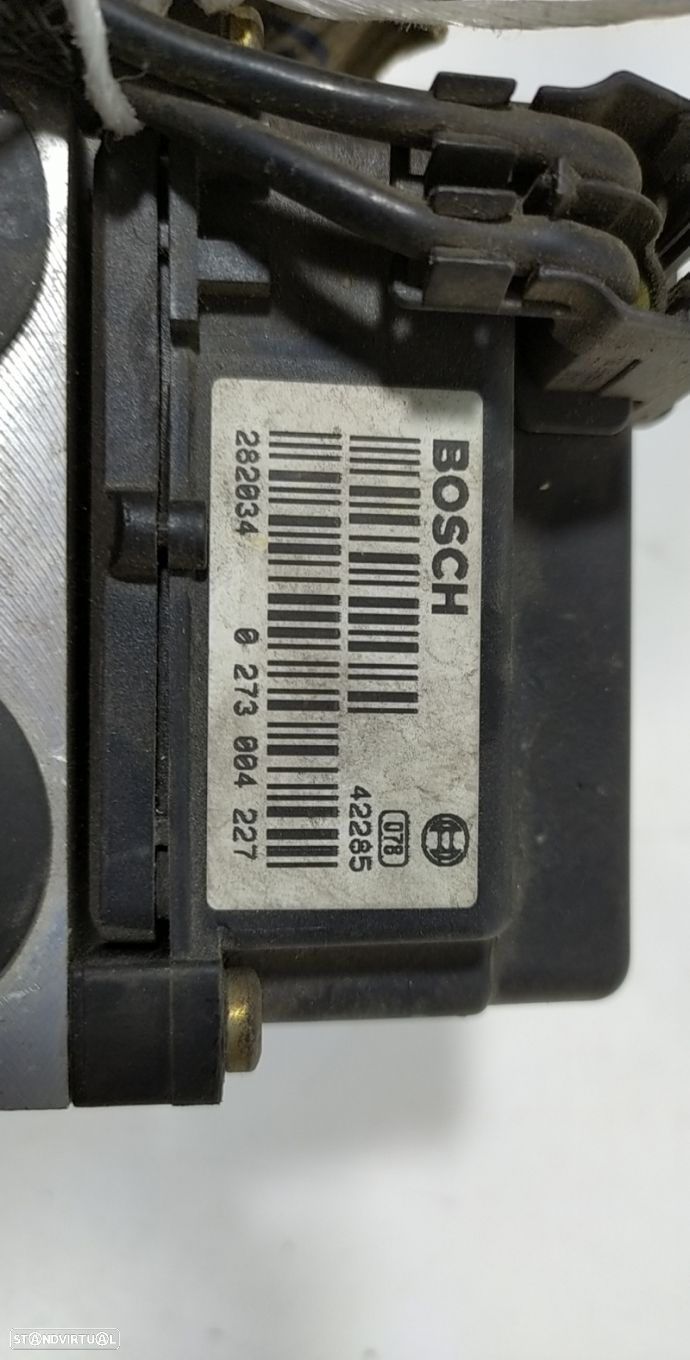 BOSCH
078
42285
282034 0 273 004 227
STANDVIRTUAL